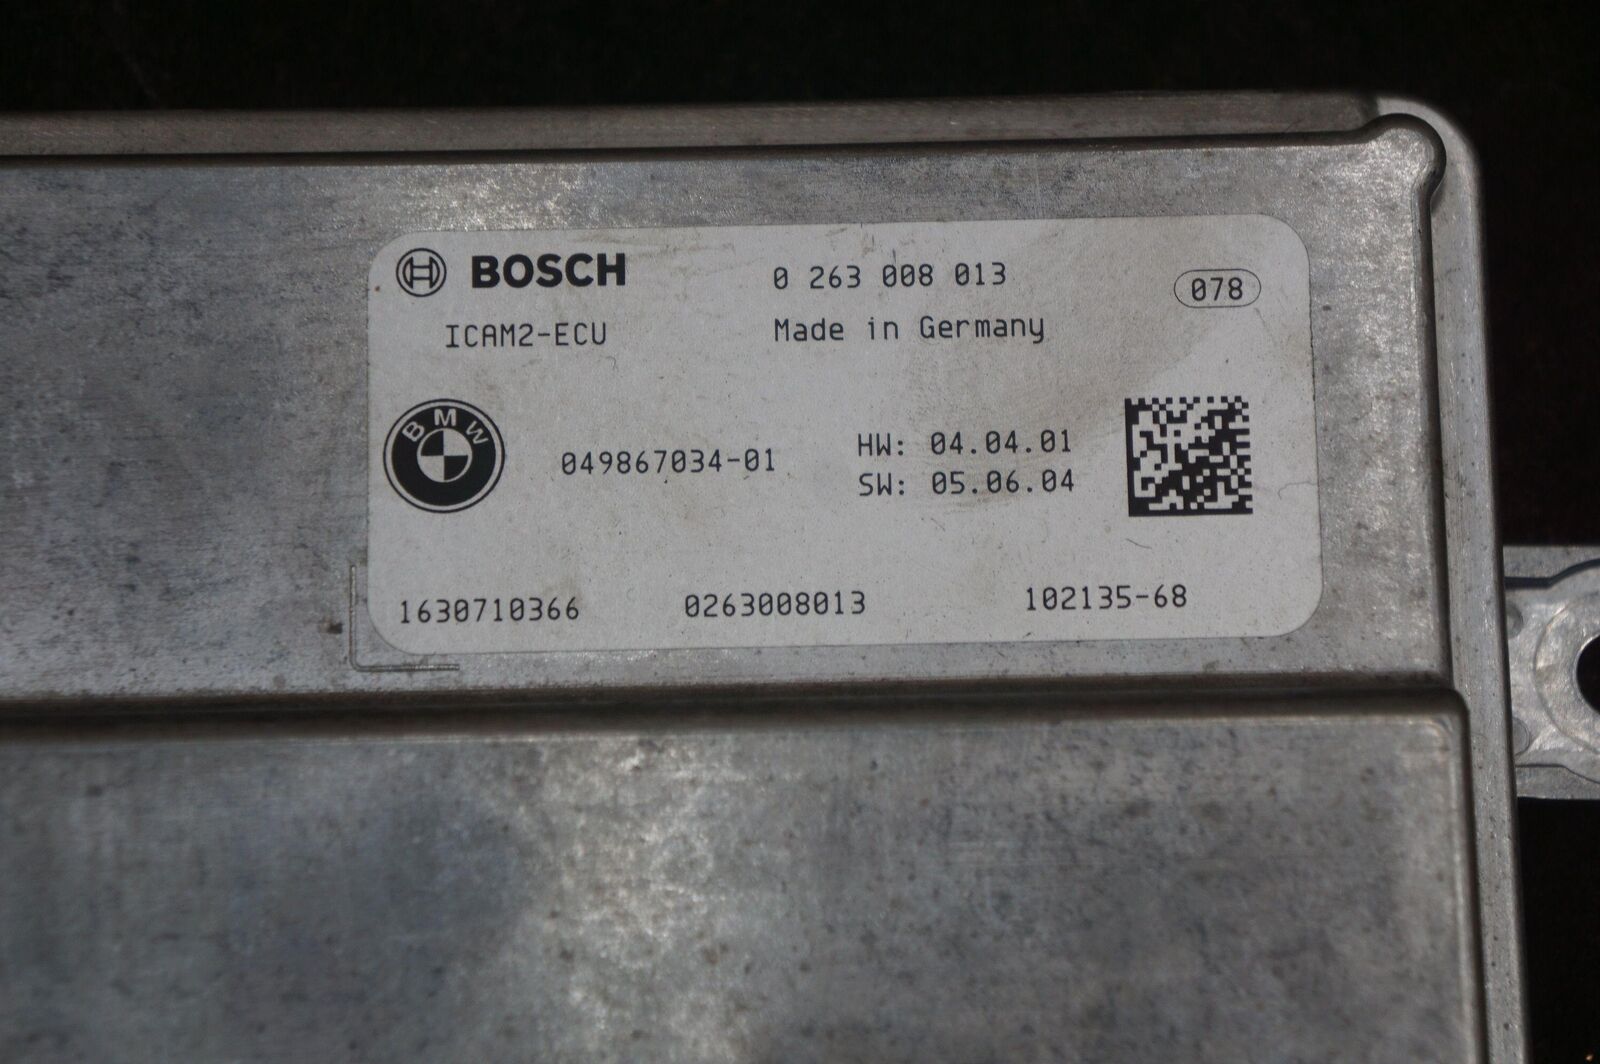 BOSCH 0 263 008 013 078
ICAM2-ECU Made in Germany
BMW 049867034-01 HW: 04.04.01
SW: 05.06.04
1630710366 0263008013 102135-68